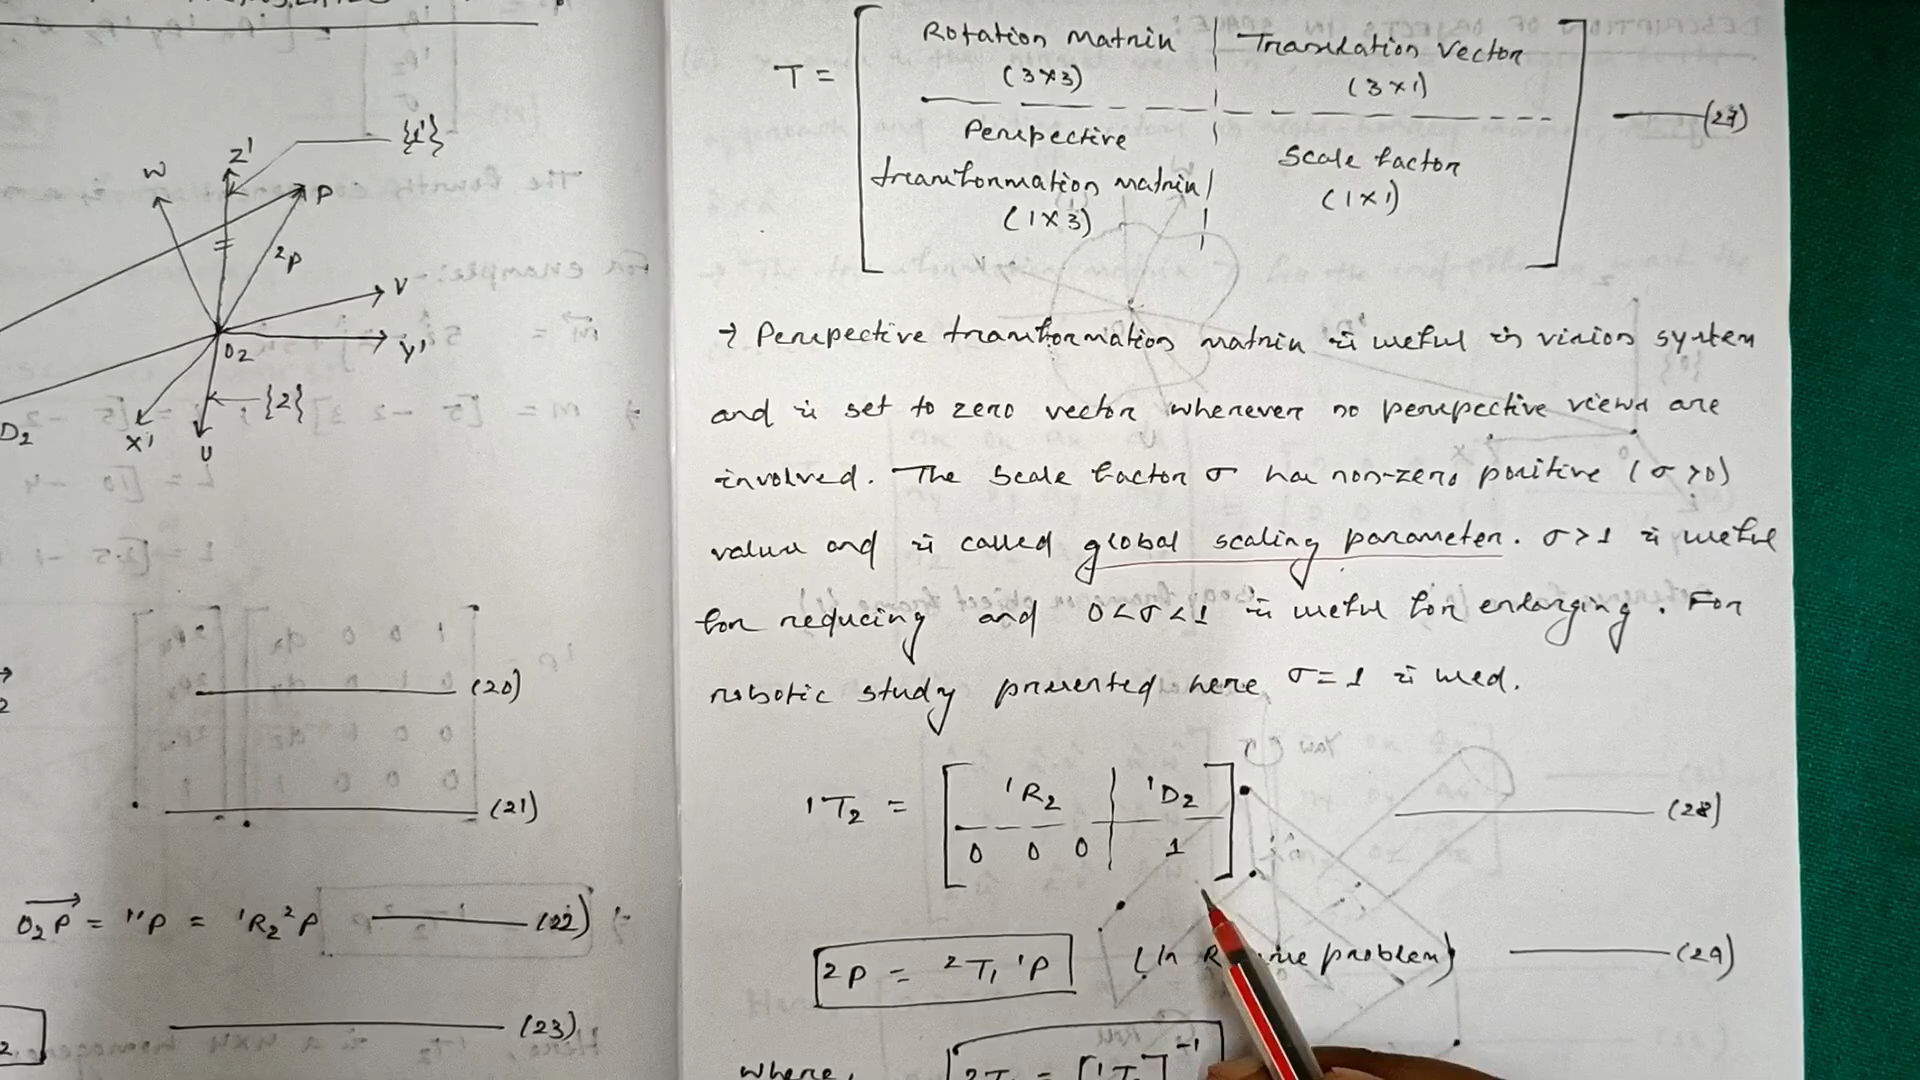 W
Z'
{1'}
P
²P
V
Y'
O₂
{2}
D₂
X'
U
(20)
(21)
O₂P = ¹'P = ¹R₂ ²P (22)
(23)
T = [ Rotation matrix | Translation vector ] (27)
(3×3) (3×1)
Perspective Scale factor
transformation matrix (1×1)
(1×3)
→ Perspective transformation matrix is useful in vision system
and is set to zero vector whenever no perspective views are
involved. The Scale factor σ has non-zero positive (σ>0)
values and is called global scaling parameter. σ>1 is useful
for reducing and 0<σ<1 is useful for enlarging. For
robotic study presented here σ=1 is used.
¹T₂ = [ ¹R₂ | ¹D₂ ] (28)
0 0 0 1
²P = ²T₁ ¹P (In problem) (29)
where,